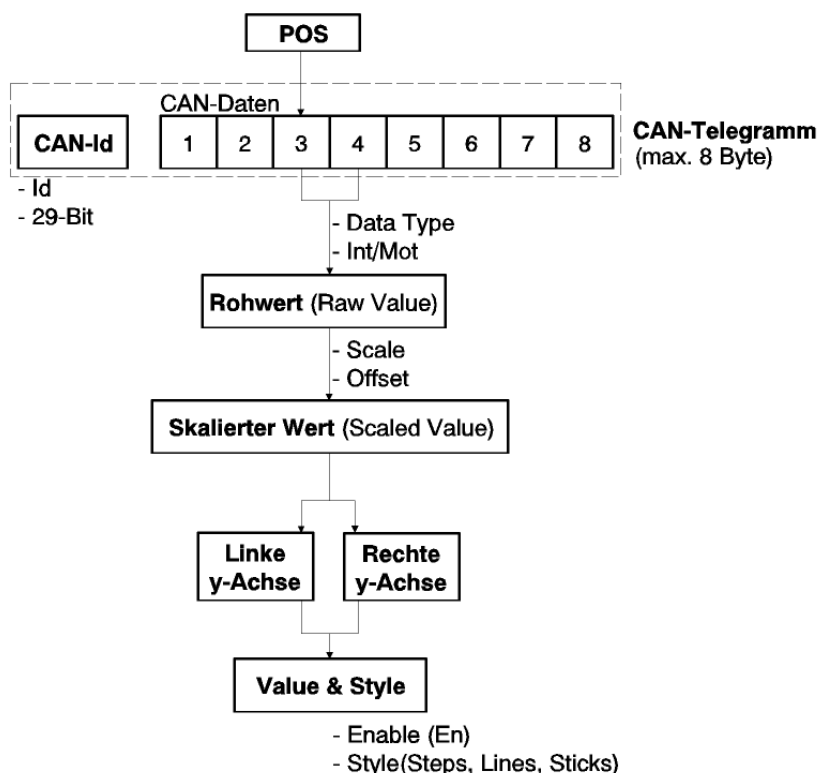 POS
CAN-Daten
CAN-Id 1 2 3 4 5 6 7 8
CAN-Telegramm
(max. 8 Byte)
- Id
- 29-Bit
- Data Type
- Int/Mot
Rohwert (Raw Value)
- Scale
- Offset
Skalierter Wert (Scaled Value)
Linke
y-Achse
Rechte
y-Achse
Value & Style
- Enable (En)
- Style(Steps, Lines, Sticks)